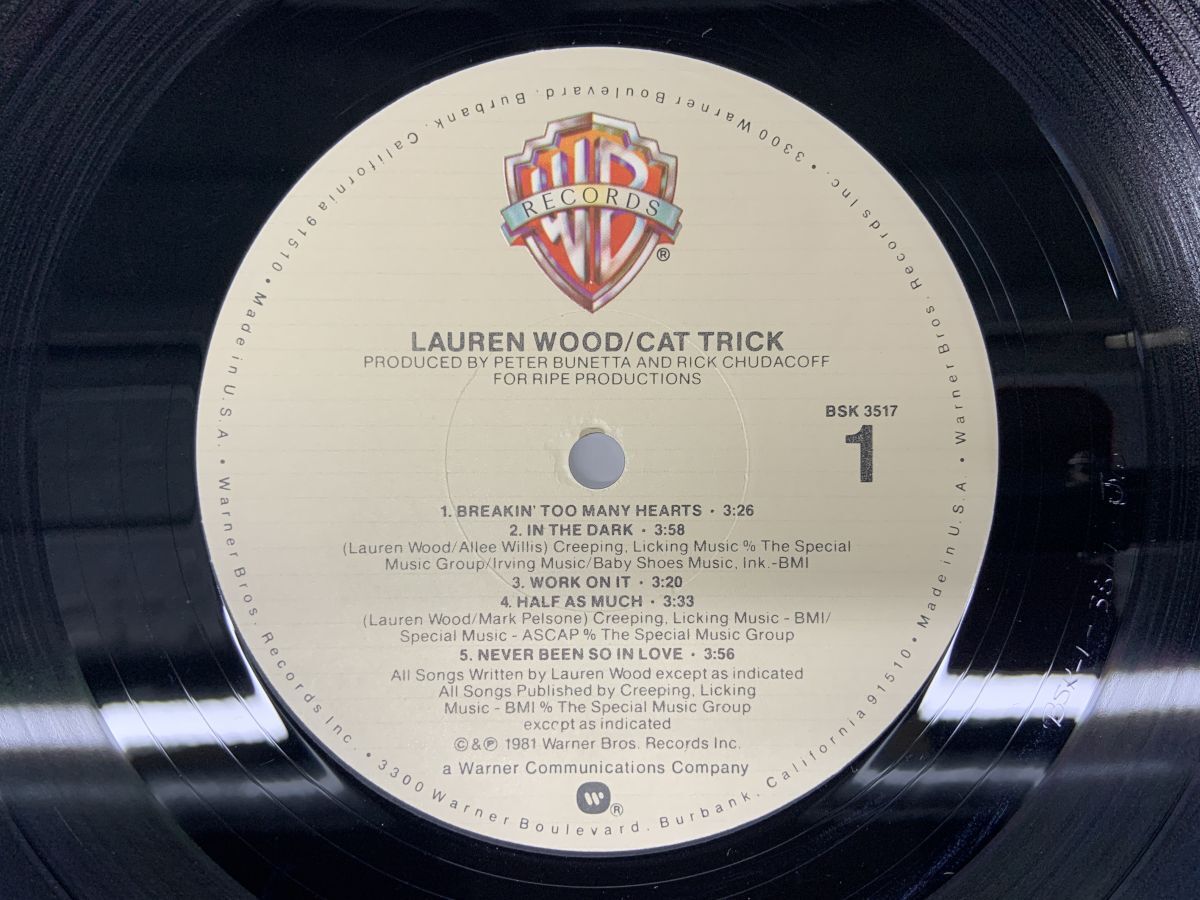 WB
RECORDS
®
LAUREN WOOD/CAT TRICK
PRODUCED BY PETER BUNETTA AND RICK CHUDACOFF
FOR RIPE PRODUCTIONS
BSK 3517
1
1. BREAKIN' TOO MANY HEARTS · 3:26
2. IN THE DARK · 3:58
(Lauren Wood/Allee Willis) Creeping, Licking Music % The Special
Music Group/Irving Music/Baby Shoes Music, Ink.-BMI
3. WORK ON IT · 3:20
4. HALF AS MUCH · 3:33
(Lauren Wood/Mark Pelsone) Creeping, Licking Music - BMI/
Special Music - ASCAP % The Special Music Group
5. NEVER BEEN SO IN LOVE · 3:56
All Songs Written by Lauren Wood except as indicated
All Songs Published by Creeping, Licking
Music - BMI % The Special Music Group
except as indicated
©&℗ 1981 Warner Bros. Records Inc.
a Warner Communications Company
®
Warner Bros. Records Inc. • 3300 Warner Boulevard. Burbank. California 91510 • Made in U.S.A. • Warner Bros. Records Inc. • 3300 Warner Boulevard. Burbank. California 91510 • Made in U.S.A. •